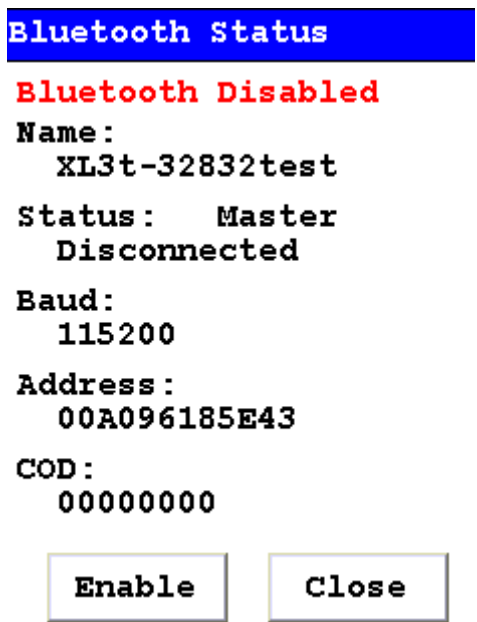 Bluetooth Status
Bluetooth Disabled
Name:
XL3t-32832test
Status: Master
Disconnected
Baud:
115200
Address:
00A096185E43
COD:
00000000
Enable Close